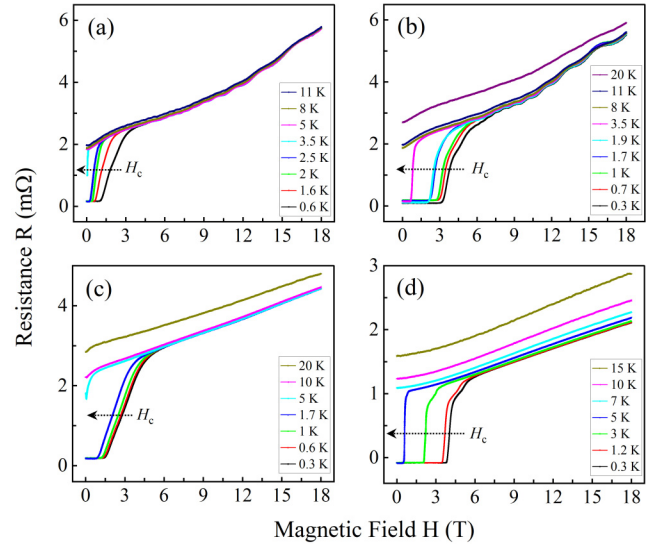 (a)
6
4
2
0
0 3 6 9 12 15 18
11 K
8 K
5 K
3.5 K
2.5 K
2 K
1.6 K
0.6 K
Hc
(b)
6
4
2
0
0 3 6 9 12 15 18
20 K
11 K
8 K
3.5 K
1.9 K
1.7 K
1 K
0.7 K
0.3 K
Hc
(c)
4
2
0
0 3 6 9 12 15 18
20 K
10 K
5 K
1.7 K
1 K
0.6 K
0.3 K
Hc
(d)
3
2
1
0
0 3 6 9 12 15 18
15 K
10 K
7 K
5 K
3 K
1.2 K
0.3 K
Hc
Resistance R (mΩ)
Magnetic Field H (T)